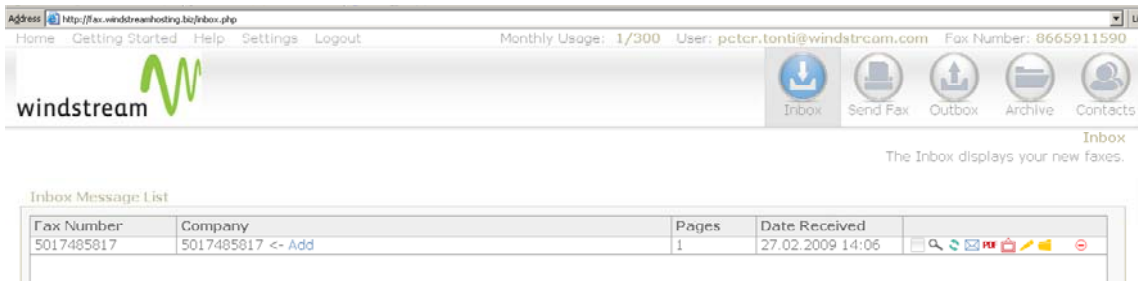 Address http://fax.windstreamhosting.biz/inbox.php
Home Getting Started Help Settings Logout Monthly Usage: 1/300 User: peter.tonti@windstream.com Fax Number: 8665911590
windstream
Inbox Send Fax Outbox Archive Contacts
Inbox
The Inbox displays your new faxes.
Inbox Message List
Fax Number Company Pages Date Received
5017485817 5017485817 <- Add 1 27.02.2009 14:06 PDF